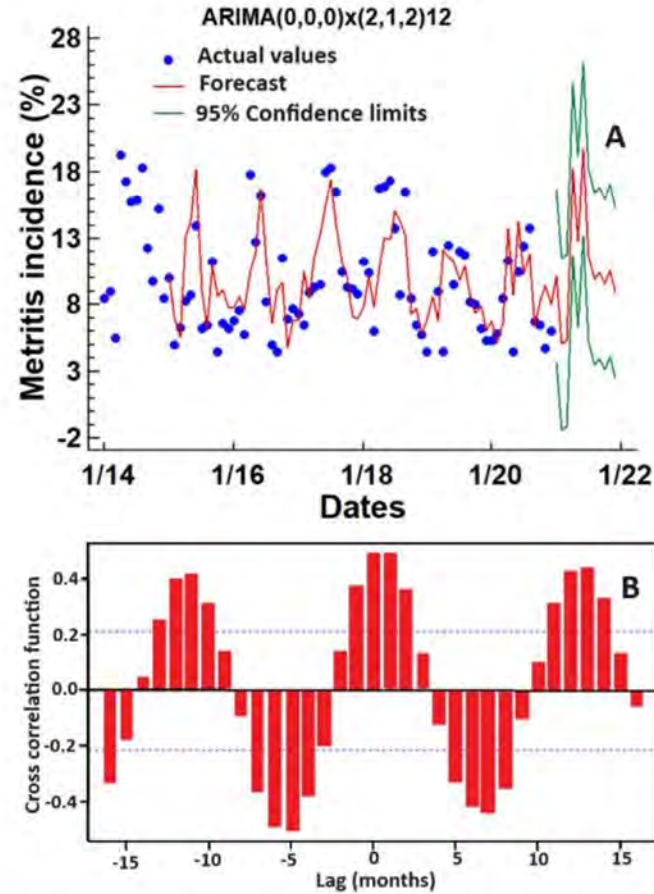 ARIMA(0,0,0)x(2,1,2)12
28
Actual values
Forecast
23
95% Confidence limits
A
18
13
8
3
-2
Metritis incidence (%)
1/14 1/16 1/18 1/20 1/22
Dates
B
0.4
0.2
0.0
-0.2
-0.4
Cross correlation function
-15 -10 -5 0 5 10 15
Lag (months)